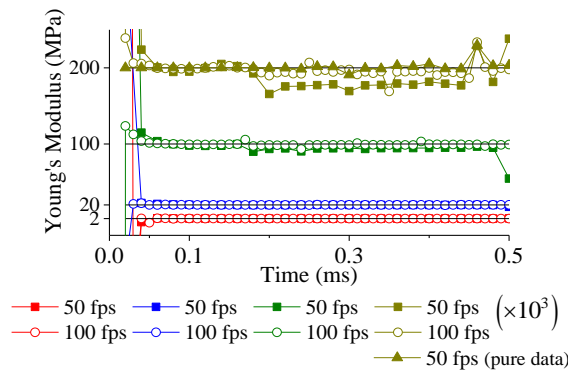 Young's Modulus (MPa)
200
100
20
2
0.0 0.1 0.3 0.5
Time (ms)
50 fps 50 fps 50 fps 50 fps (×10³)
100 fps 100 fps 100 fps 100 fps
50 fps (pure data)